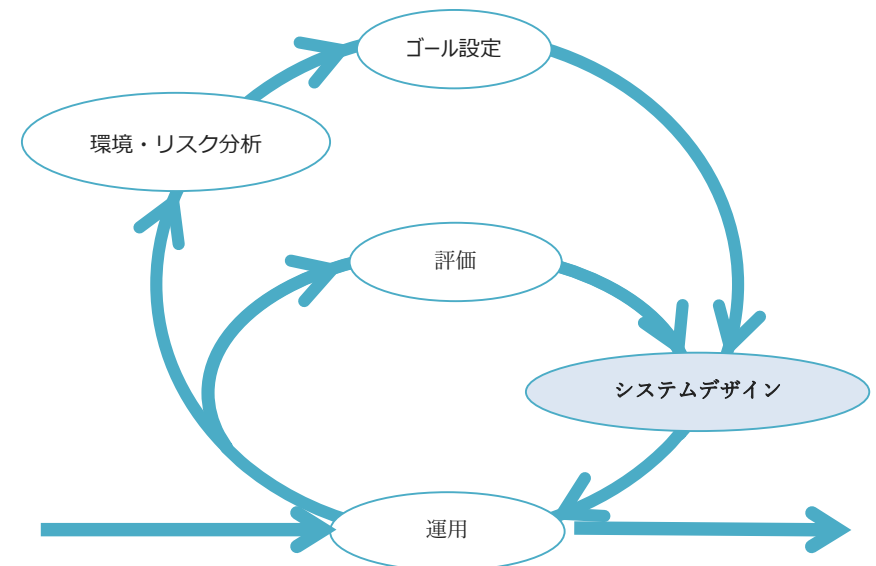 ゴール設定
環境・リスク分析
評価
システムデザイン
運用